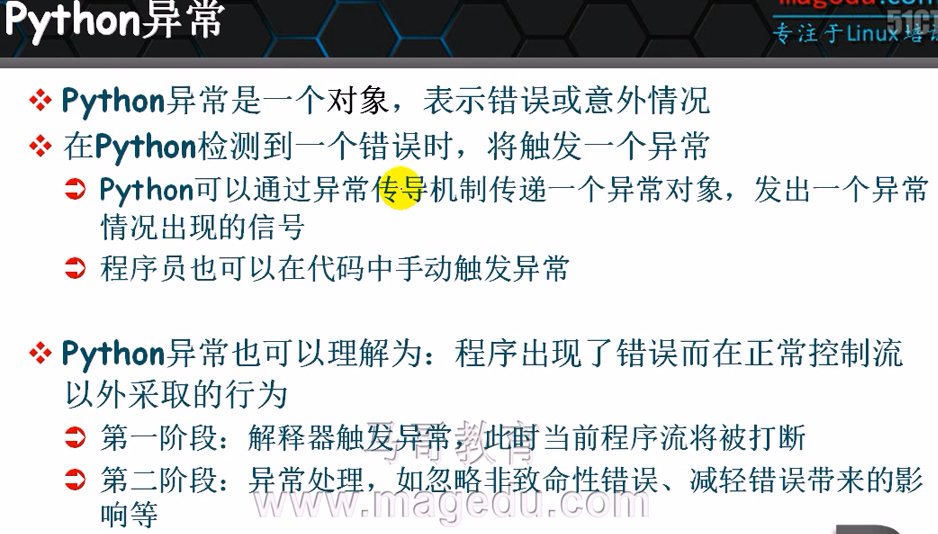 Python异常
magedu.com
51CT
专注于Linux培训
Python异常是一个对象，表示错误或意外情况
在Python检测到一个错误时，将触发一个异常
Python可以通过异常传导机制传递一个异常对象，发出一个异常
情况出现的信号
程序员也可以在代码中手动触发异常
Python异常也可以理解为：程序出现了错误而在正常控制流
以外采取的行为
第一阶段：解释器触发异常，此时当前程序流将被打断
第二阶段：异常处理，如忽略非致命性错误、减轻错误带来的影
响等
马哥教育
www.magedu.com